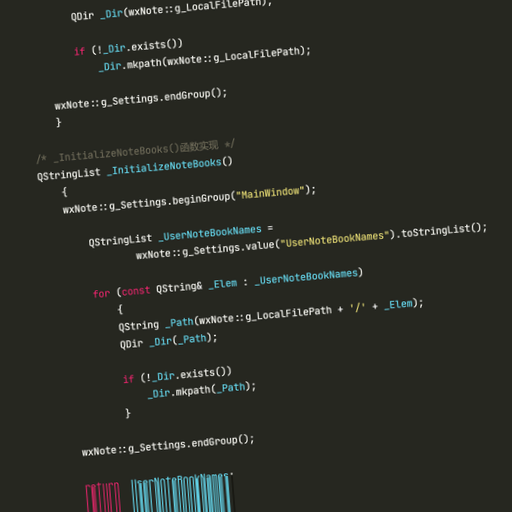 QDir _Dir(wxNote::g_LocalFilePath);
if (!_Dir.exists())
_Dir.mkpath(wxNote::g_LocalFilePath);
wxNote::g_Settings.endGroup();
}
/* _InitializeNoteBooks()函数实现 */
QStringList _InitializeNoteBooks()
{
wxNote::g_Settings.beginGroup("MainWindow");
QStringList _UserNoteBookNames =
wxNote::g_Settings.value("UserNoteBookNames").toStringList();
for (const QString& _Elem : _UserNoteBookNames)
{
QString _Path(wxNote::g_LocalFilePath + '/' + _Elem);
QDir _Dir(_Path);
if (!_Dir.exists())
_Dir.mkpath(_Path);
}
wxNote::g_Settings.endGroup();
return _UserNoteBookNames;